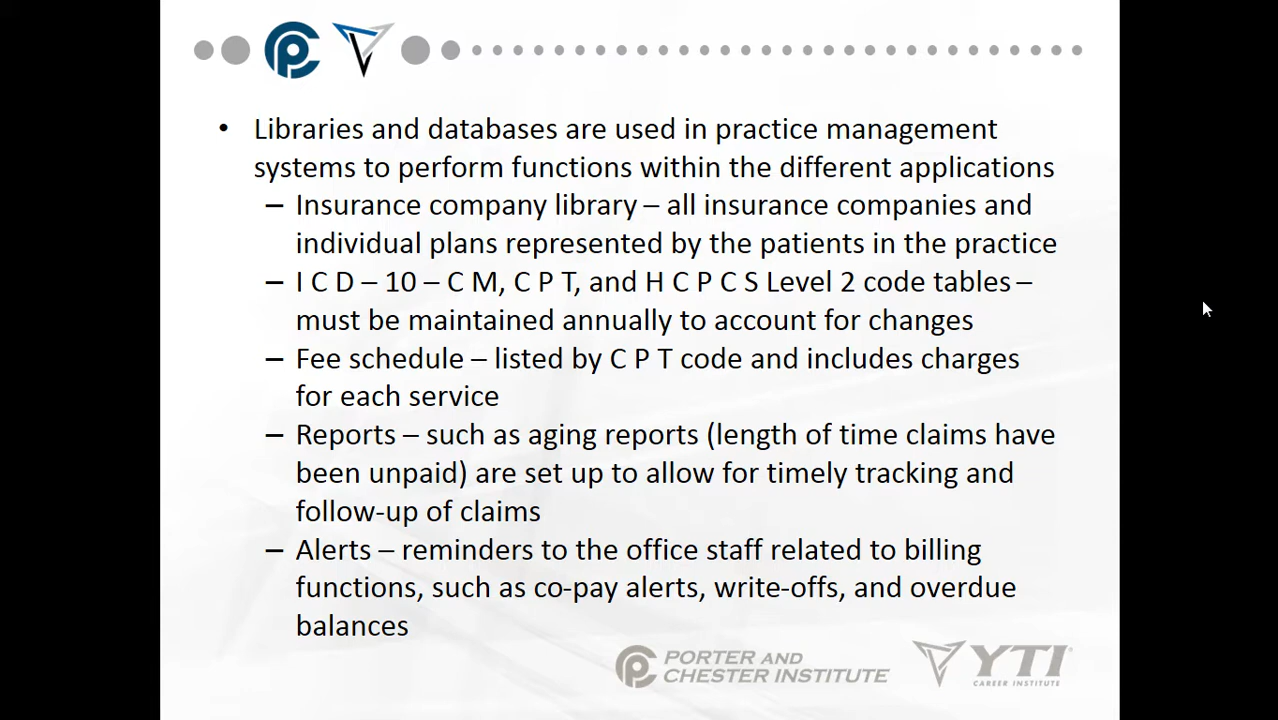 • Libraries and databases are used in practice management
systems to perform functions within the different applications
– Insurance company library – all insurance companies and
individual plans represented by the patients in the practice
– I C D – 10 – C M, C P T, and H C P C S Level 2 code tables –
must be maintained annually to account for changes
– Fee schedule – listed by C P T code and includes charges
for each service
– Reports – such as aging reports (length of time claims have
been unpaid) are set up to allow for timely tracking and
follow-up of claims
– Alerts – reminders to the office staff related to billing
functions, such as co-pay alerts, write-offs, and overdue
balances
PORTER AND
CHESTER INSTITUTE
YTI
CAREER INSTITUTE